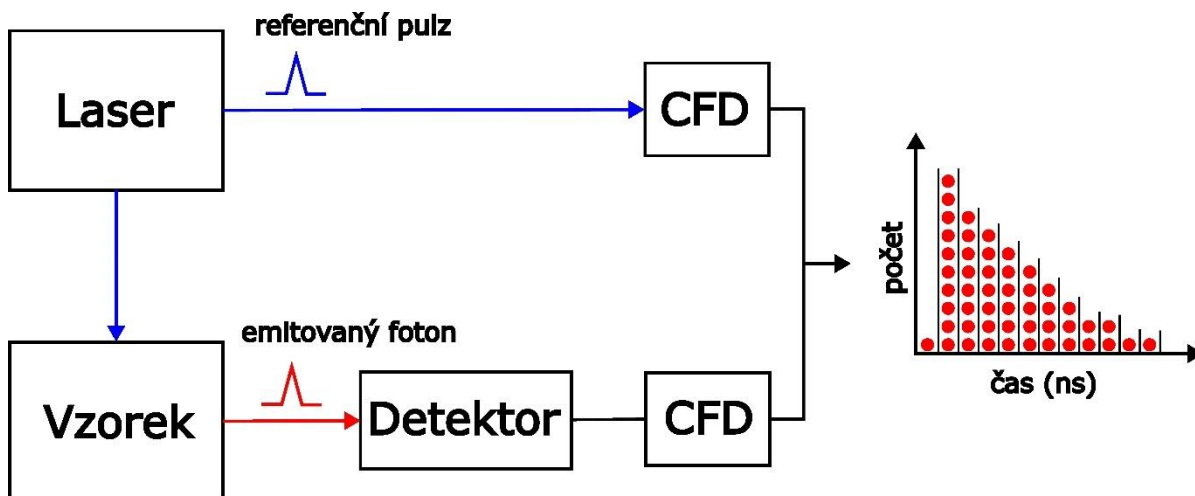 referenční pulz
Laser
CFD
počet
čas (ns)
emitovaný foton
Vzorek
Detektor
CFD